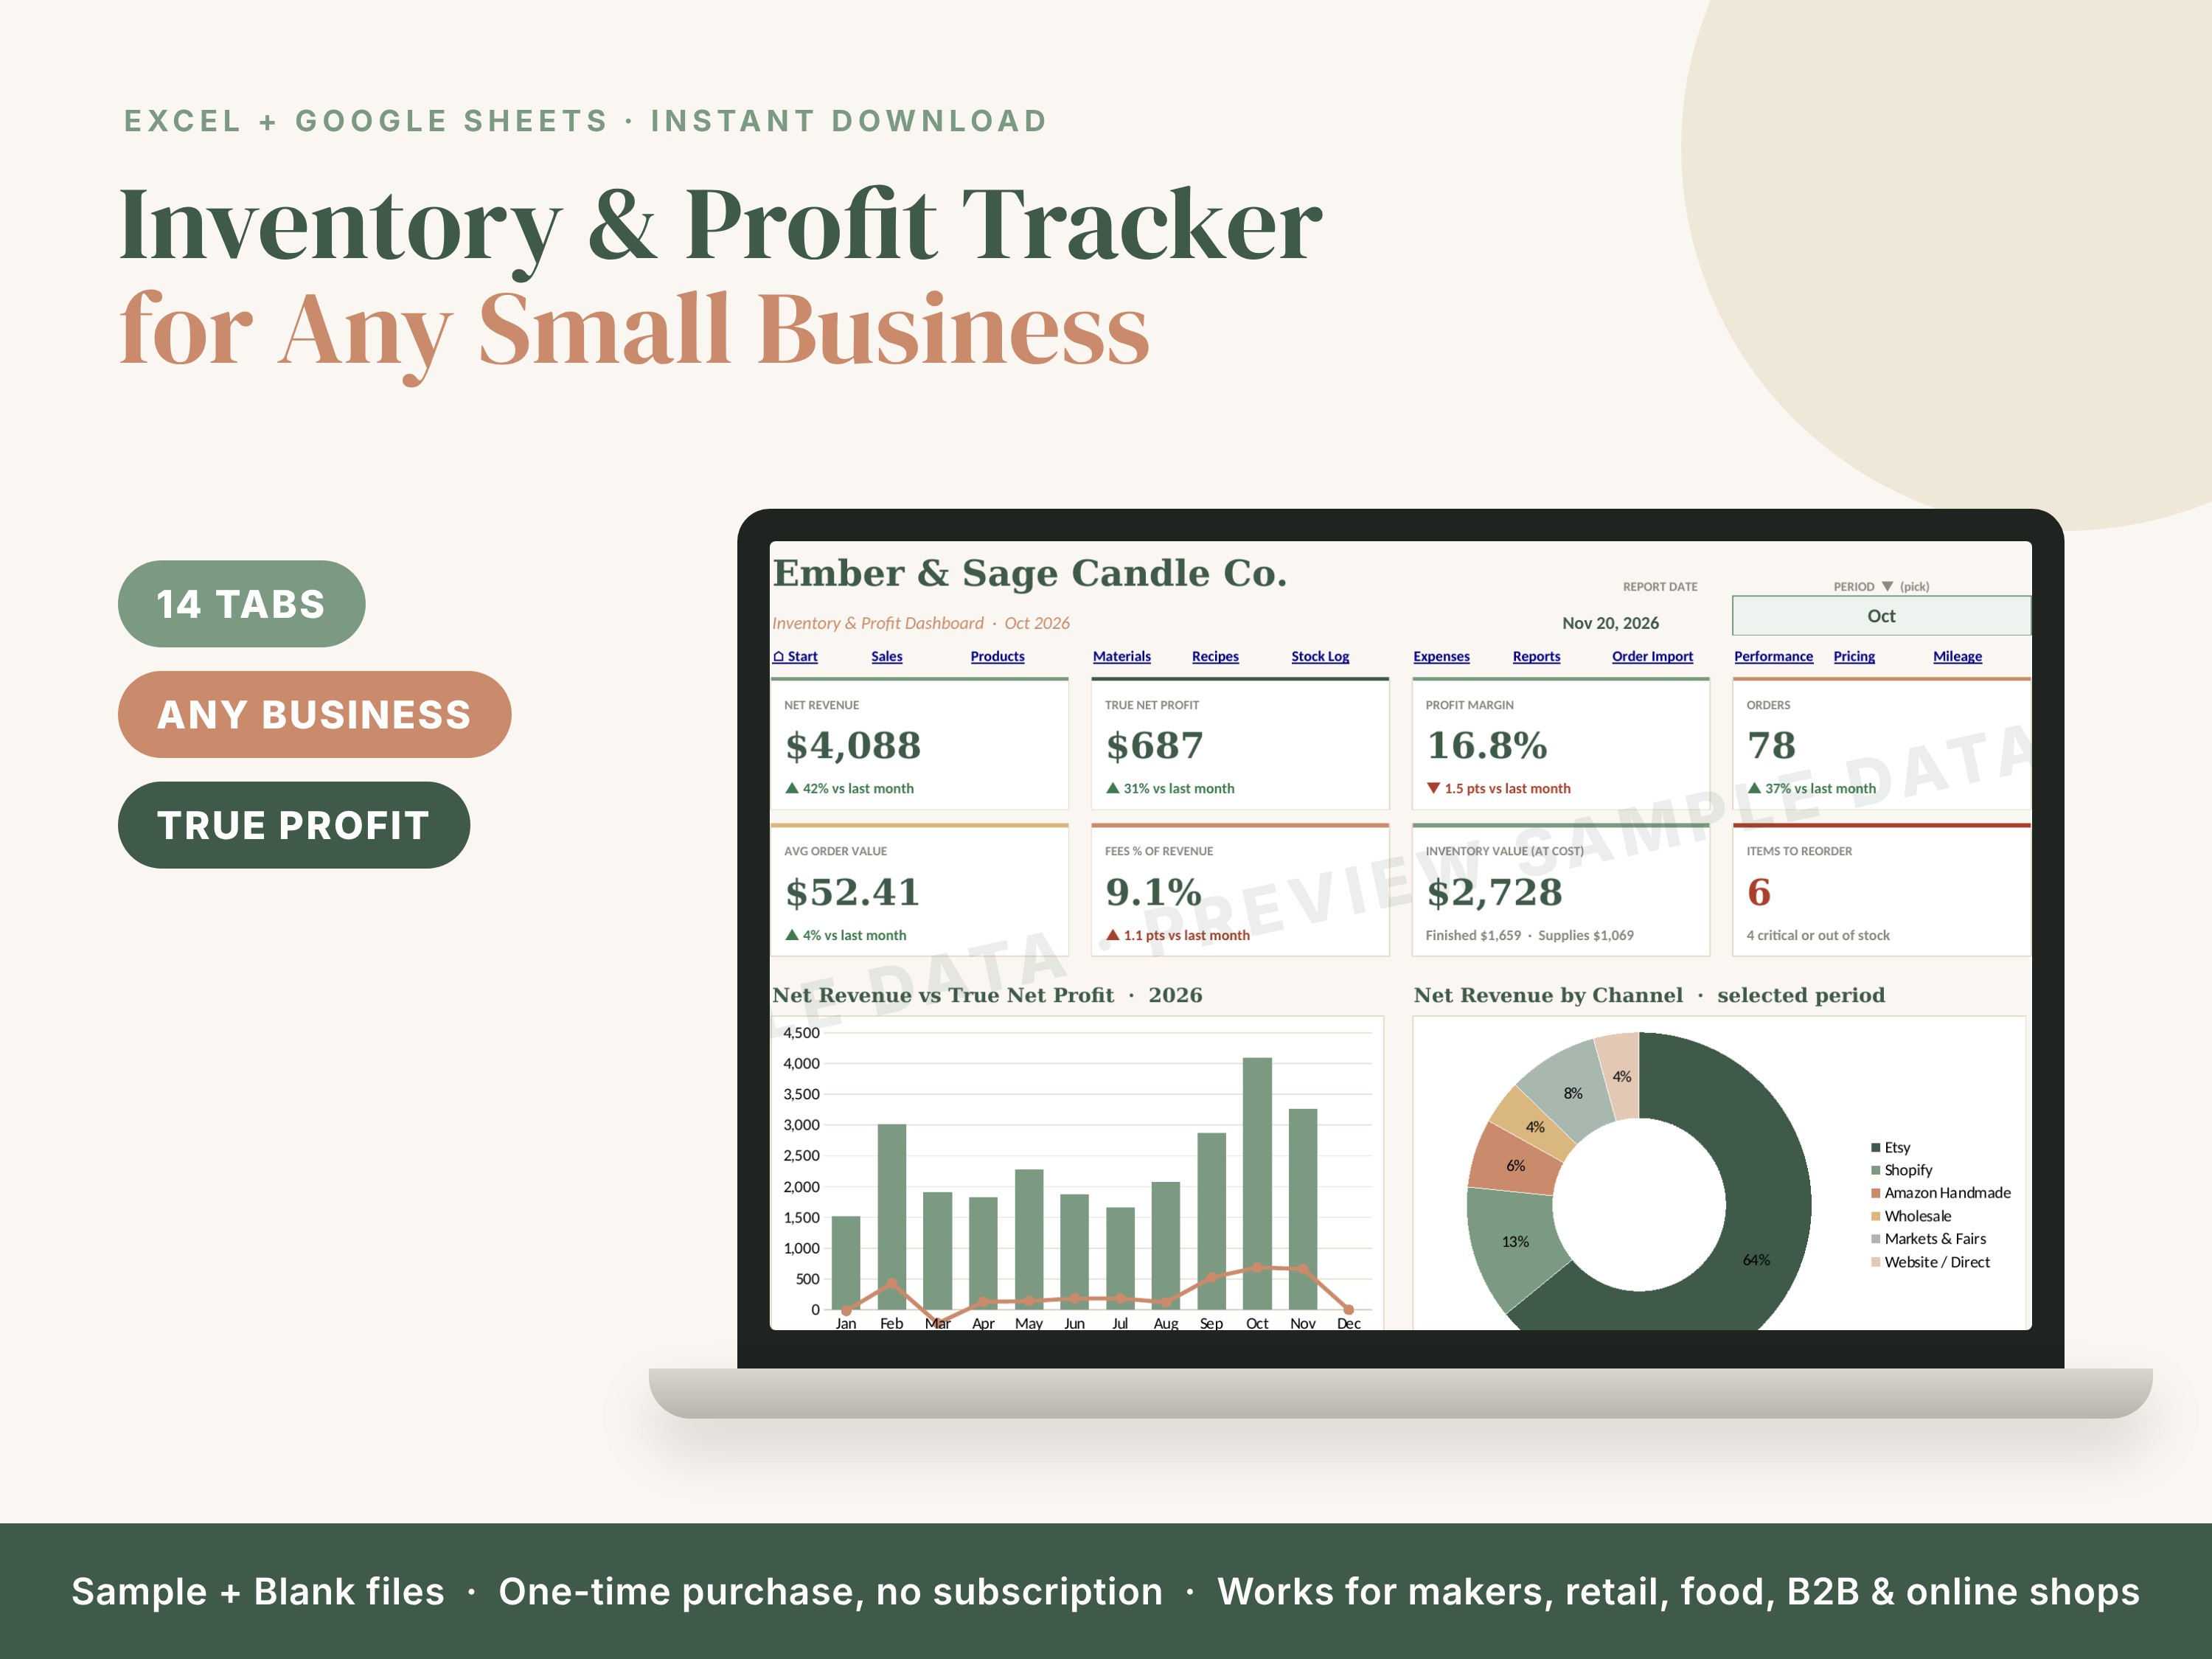 EXCEL + GOOGLE SHEETS · INSTANT DOWNLOAD
Inventory & Profit Tracker
for Any Small Business
14 TABS
ANY BUSINESS
TRUE PROFIT
Ember & Sage Candle Co.
REPORT DATE
PERIOD ▼ (pick)
Inventory & Profit Dashboard · Oct 2026
Nov 20, 2026
Oct
⌂ Start Sales Products Materials Recipes Stock Log Expenses Reports Order Import Performance Pricing Mileage
NET REVENUE
$4,088
▲ 42% vs last month
TRUE NET PROFIT
$687
▲ 31% vs last month
PROFIT MARGIN
16.8%
▼ 1.5 pts vs last month
ORDERS
78
▲ 37% vs last month
AVG ORDER VALUE
$52.41
▲ 4% vs last month
FEES % OF REVENUE
9.1%
▲ 1.1 pts vs last month
INVENTORY VALUE (AT COST)
$2,728
Finished $1,659 · Supplies $1,069
ITEMS TO REORDER
6
4 critical or out of stock
LE DATA · PREVIEW SAMPLE DATA
Net Revenue vs True Net Profit · 2026
4,500
4,000
3,500
3,000
2,500
2,000
1,500
1,000
500
0
Jan Feb Mar Apr May Jun Jul Aug Sep Oct Nov Dec
Net Revenue by Channel · selected period
4%
8%
4%
6%
13%
64%
Etsy
Shopify
Amazon Handmade
Wholesale
Markets & Fairs
Website / Direct
Sample + Blank files · One-time purchase, no subscription · Works for makers, retail, food, B2B & online shops